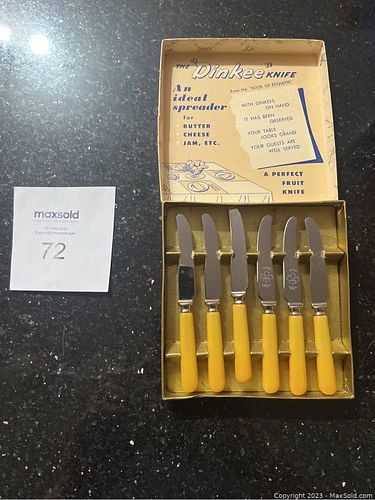 THE "Dinkee" KNIFE
From the "BOOK OF ETIQUETTE"
An
ideal
spreader
for
• BUTTER
• CHEESE
• JAM, ETC.
WITH DINKEES
ON HAND
IT HAS BEEN
OBSERVED
YOUR TABLE
LOOKS GRAND
YOUR GUESTS ARE
WELL SERVED
A PERFECT
FRUIT
KNIFE
maxsold
72
Copyright 2023 - MaxSold.com